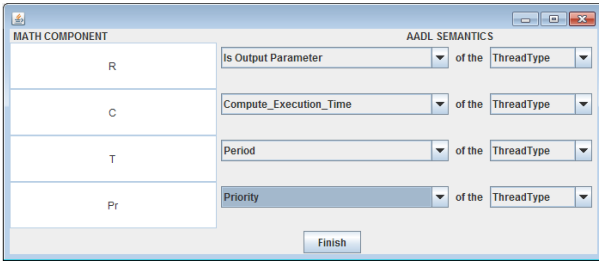 MATH COMPONENT AADL SEMANTICS
R Is Output Parameter of the ThreadType
C Compute_Execution_Time of the ThreadType
T Period of the ThreadType
Pr Priority of the ThreadType
Finish